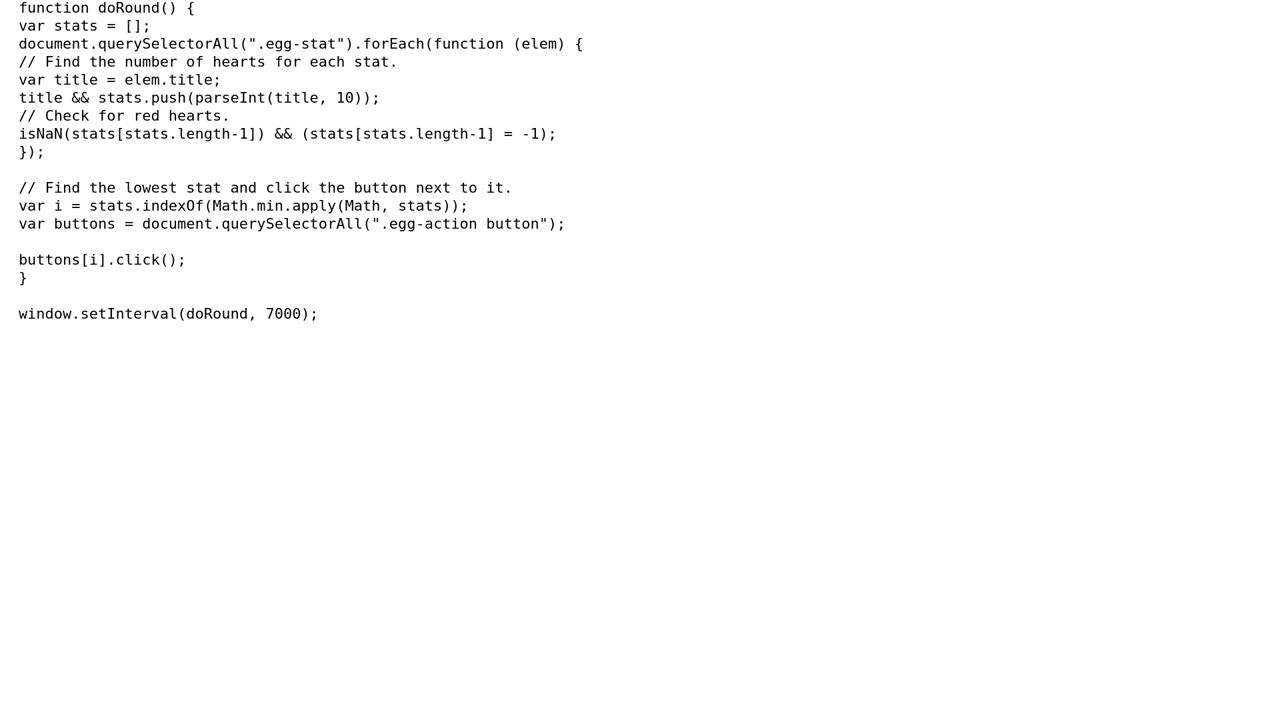 function doRound() {
var stats = [];
document.querySelectorAll(".egg-stat").forEach(function (elem) {
// Find the number of hearts for each stat.
var title = elem.title;
title && stats.push(parseInt(title, 10));
// Check for red hearts.
isNaN(stats[stats.length-1]) && (stats[stats.length-1] = -1);
});

// Find the lowest stat and click the button next to it.
var i = stats.indexOf(Math.min.apply(Math, stats));
var buttons = document.querySelectorAll(".egg-action button");

buttons[i].click();
}

window.setInterval(doRound, 7000);